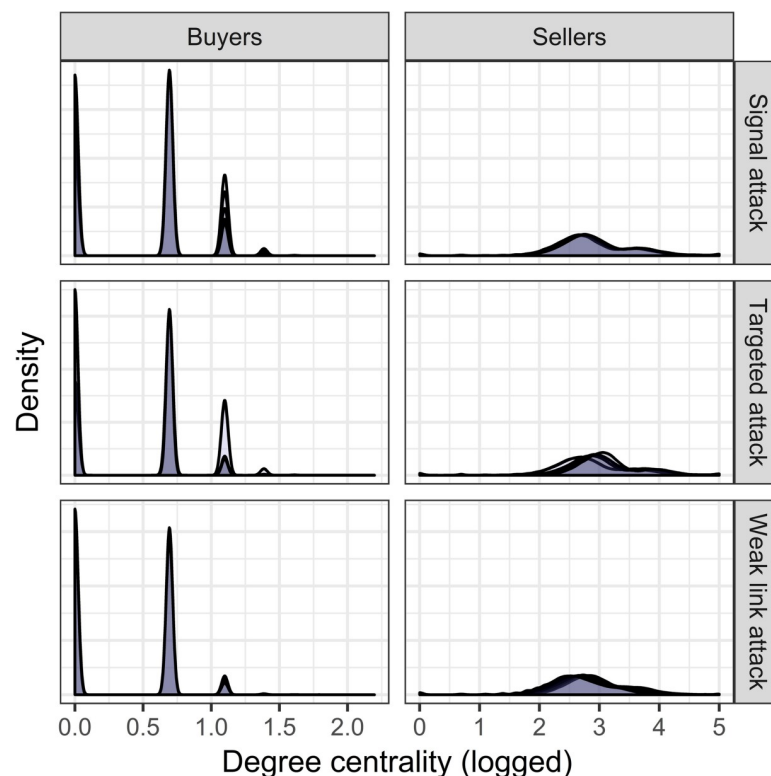 Buyers
Sellers
Signal attack
Targeted attack
Weak link attack
Density
0.0 0.5 1.0 1.5 2.0
0 1 2 3 4 5
Degree centrality (logged)